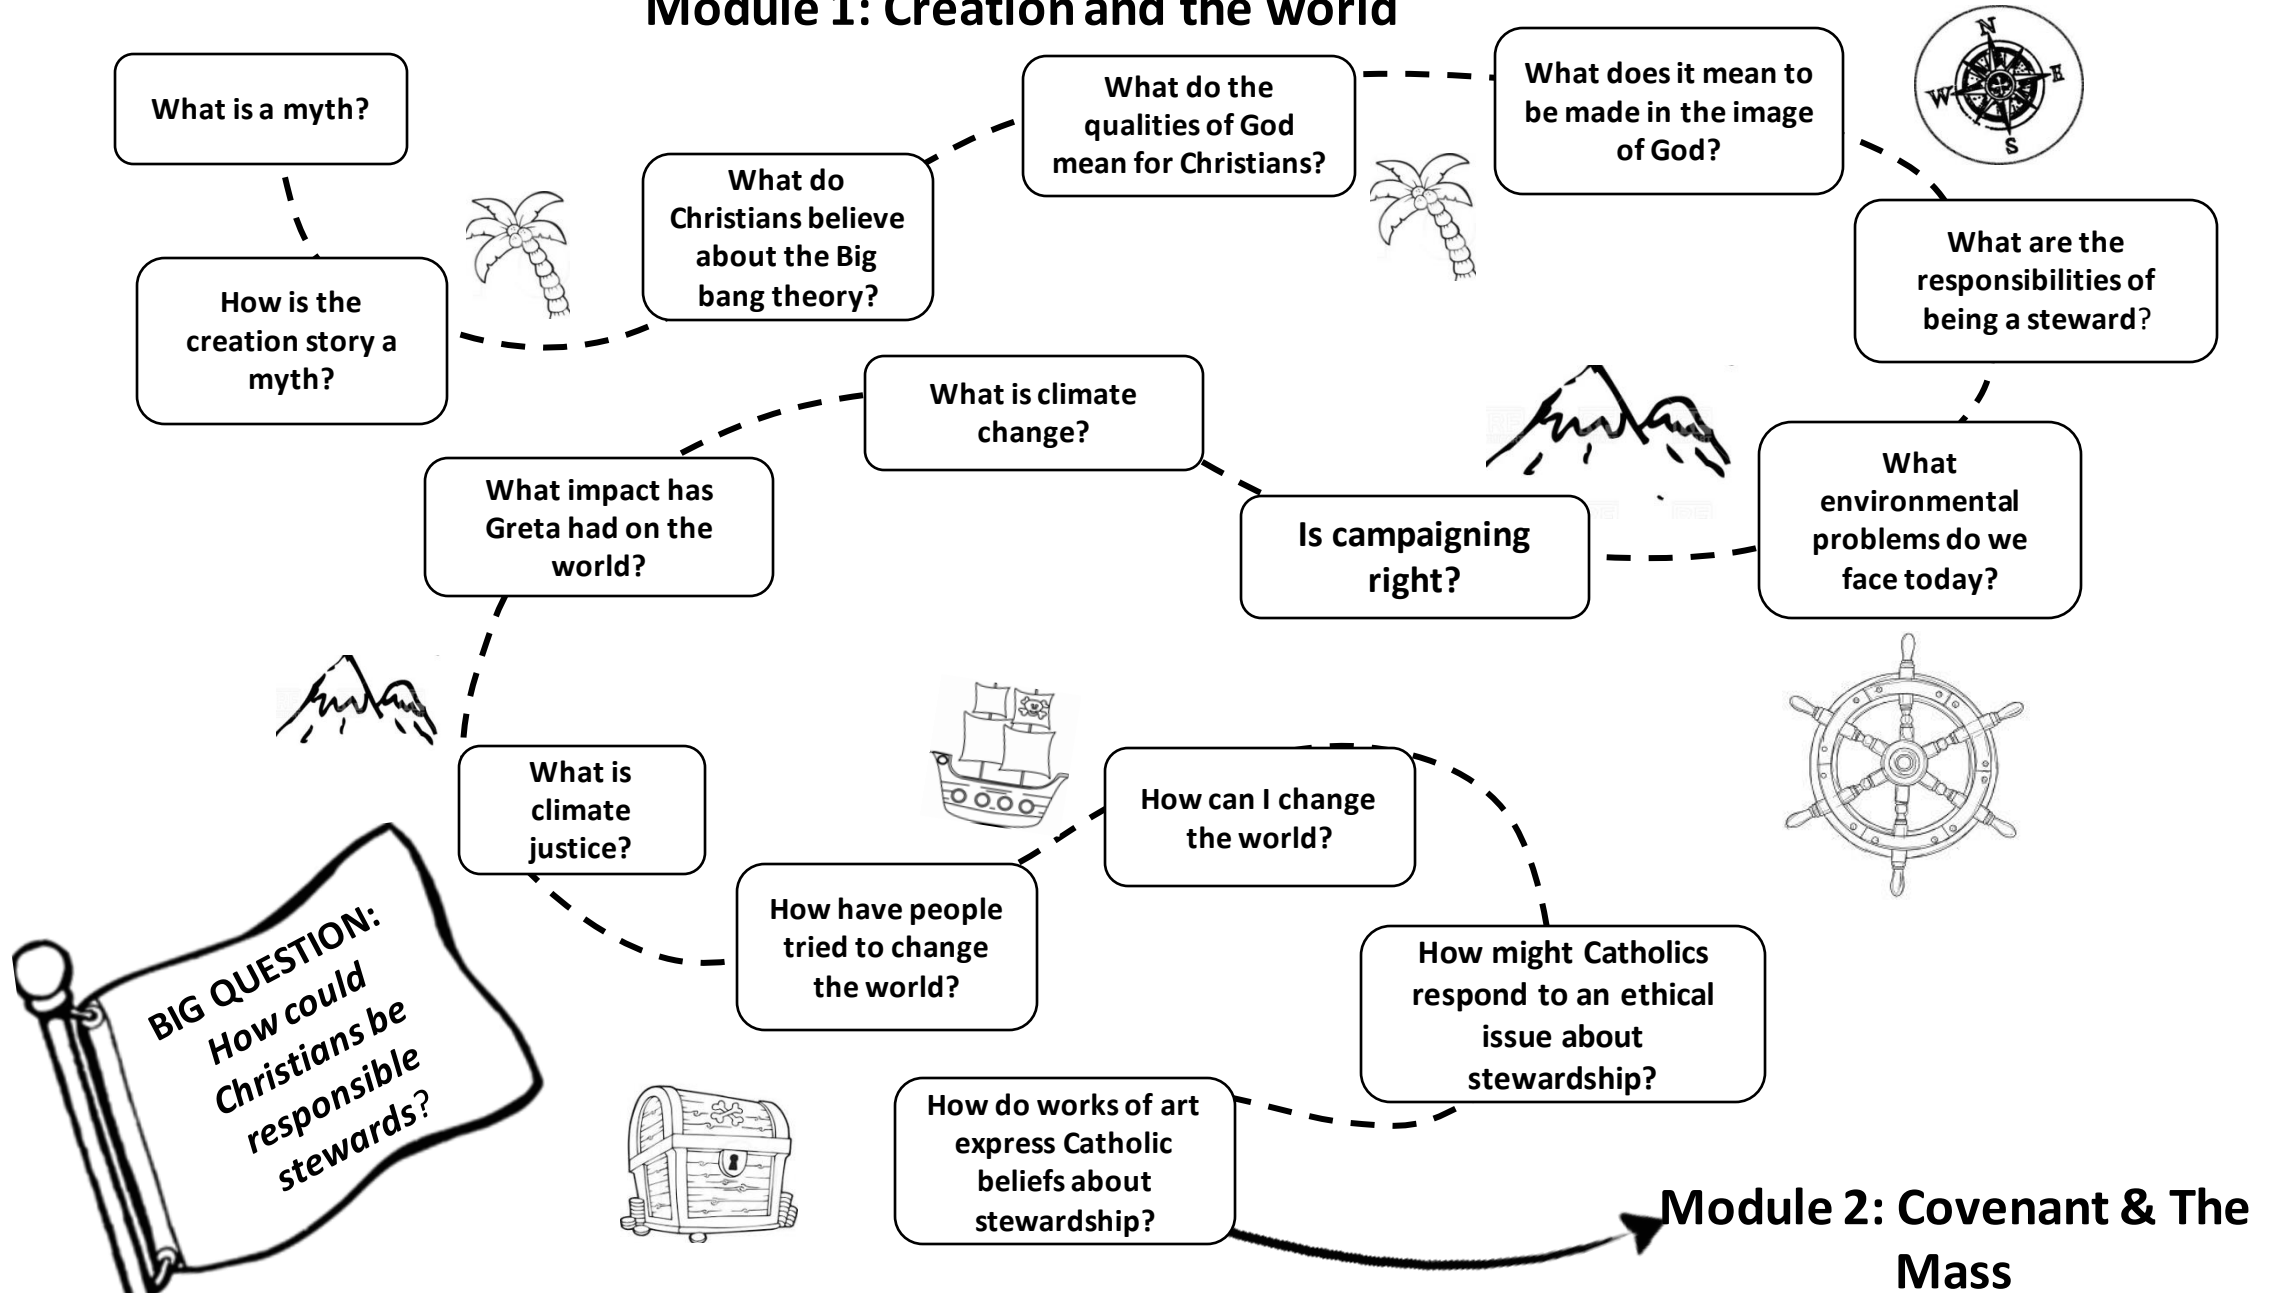 Module 1: Creation and the world
What is a myth?
How is the
creation story a
myth?
What do
Christians believe
about the Big
bang theory?
What do the
qualities of God
mean for Christians?
What does it mean to
be made in the image
of God?
N
E
S
W
What are the
responsibilities of
being a steward?
What
environmental
problems do we
face today?
Is campaigning
right?
What is climate
change?
What impact has
Greta had on the
world?
What is
climate
justice?
How have people
tried to change
the world?
How can I change
the world?
How might Catholics
respond to an ethical
issue about
stewardship?
How do works of art
express Catholic
beliefs about
stewardship?
BIG QUESTION:
How could
Christians be
responsible
stewards?
Module 2: Covenant & The
Mass